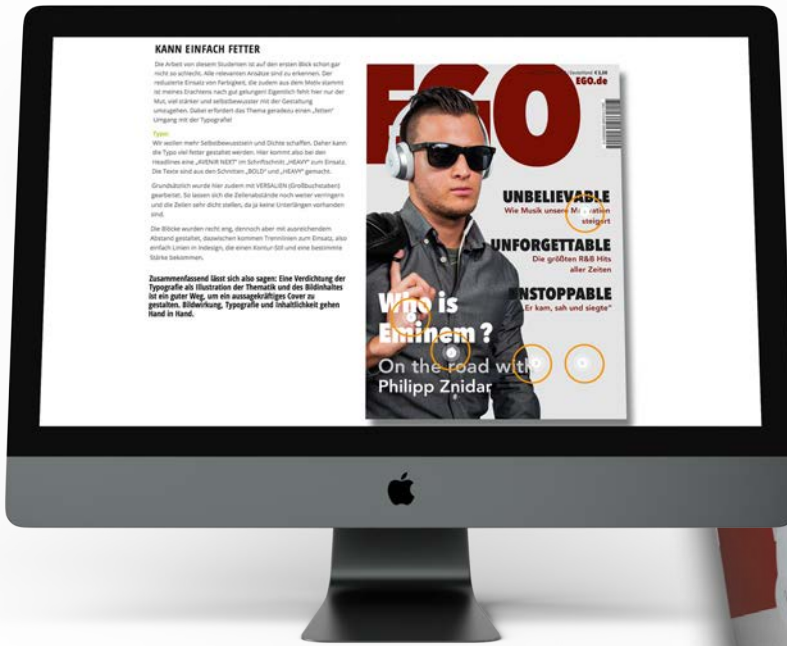 KANN EINFACH FETTER
Die Arbeit von diesem Studenten ist auf den ersten Blick schon gar
nicht so schlecht. Alle relevanten Ansätze sind zu erkennen. Der
reduzierte Einsatz von Farbigkeit, die zudem aus dem Motiv stammt
ist meines Erachtens nach gut gelungen! Eigentlich fehlt hier nur der
Mut, viel stärker und selbstbewusster mit der Gestaltung
umzugehen. Dabei erfordert das Thema geradezu einen „fetten"
Umgang mit der Typografie!
Typo:
Wir wollen mehr Selbstbewusstsein und Dichte schaffen. Daher kann
die Typo viel fetter gestaltet werden. Hier kommt also bei den
Headlines eine „AVENIR NEXT" im Schriftschnitt „HEAVY" zum Einsatz.
Die Texte sind aus den Schnitten „BOLD" und „HEAVY" gemacht.
Grundsätzlich wurde hier zudem mit VERSALIEN (Großbuchstaben)
gearbeitet. So lassen sich die Zeilenabstände noch weiter verringern
und die Zeilen sehr dicht stellen, da ja keine Unterlängen vorhanden
sind.
Die Blöcke wurden recht eng, dennoch aber mit ausreichendem
Abstand gestaltet, dazwischen kommen Trennlinien zum Einsatz, also
einfach Linien in Indesign, die einen Kontur-Stil und eine bestimmte
Stärke bekommen.
Zusammenfassend lässt sich also sagen: Eine Verdichtung der
Typografie als Illustration der Thematik und des Bildinhaltes
ist ein guter Weg, um ein aussagekräftiges Cover zu
gestalten. Bildwirkung, Typografie und Inhaltlichkeit gehen
Hand in Hand.
Deutschland € 5,00
EGO.de
EGO
UNBELIEVABLE
Wie Musik unsere
steigert
UNFORGETTABLE
Die größten R&B Hits
aller Zeiten
UNSTOPPABLE
„Er kam, sah und siegte"
Who is
Eminem ?
On the road with
Philipp Znidar